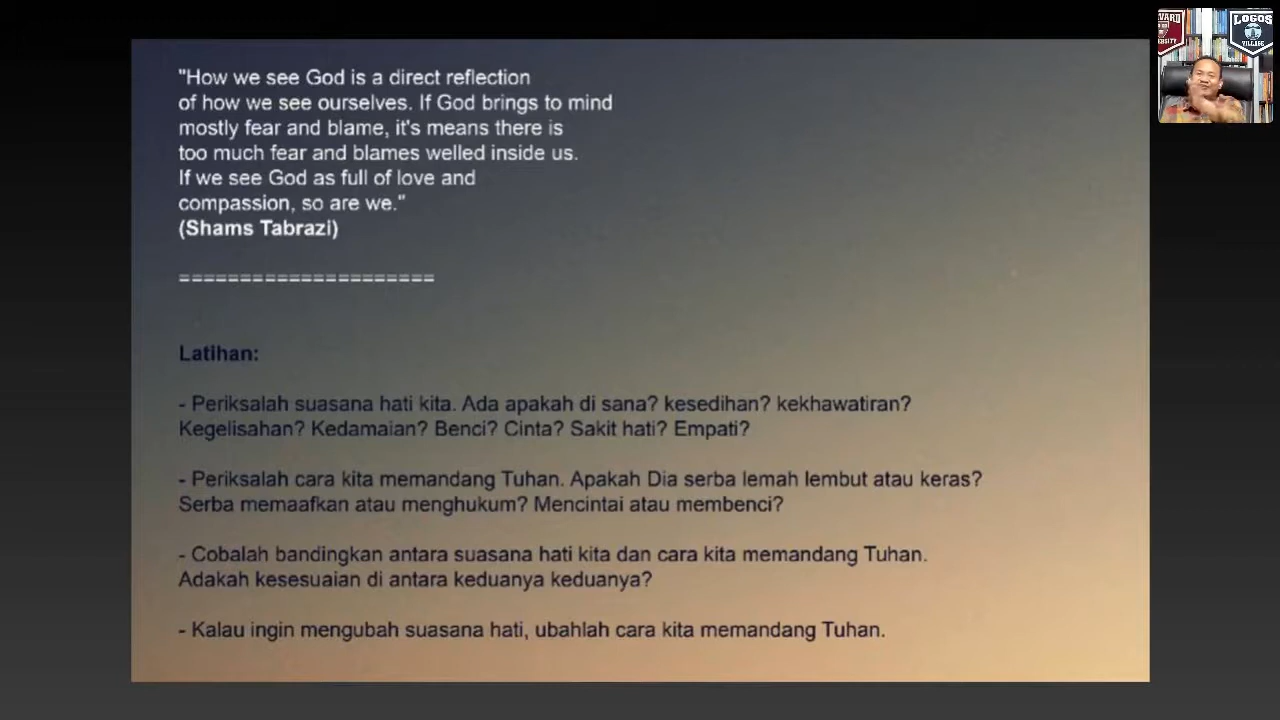 "How we see God is a direct reflection
of how we see ourselves. If God brings to mind
mostly fear and blame, it's means there is
too much fear and blames welled inside us.
If we see God as full of love and
compassion, so are we."
(Shams Tabrazi)
=====================
Latihan:
- Periksalah suasana hati kita. Ada apakah di sana? kesedihan? kekhawatiran?
Kegelisahan? Kedamaian? Benci? Cinta? Sakit hati? Empati?
- Periksalah cara kita memandang Tuhan. Apakah Dia serba lemah lembut atau keras?
Serba memaafkan atau menghukum? Mencintai atau membenci?
- Cobalah bandingkan antara suasana hati kita dan cara kita memandang Tuhan.
Adakah kesesuaian di antara keduanya keduanya?
- Kalau ingin mengubah suasana hati, ubahlah cara kita memandang Tuhan.
LOGOS
VILLAGE